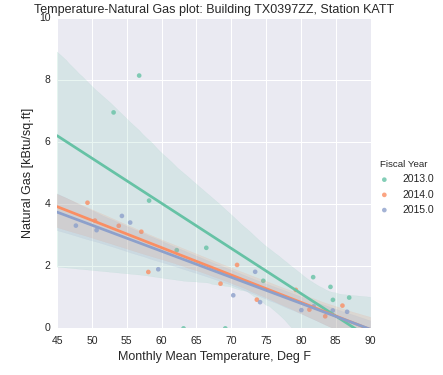 Temperature-Natural Gas plot: Building TX0397ZZ, Station KATT
10
8
6
4
2
0
Natural Gas [kBtu/sq.ft]
45 50 55 60 65 70 75 80 85 90
Monthly Mean Temperature, Deg F
Fiscal Year
2013.0
2014.0
2015.0